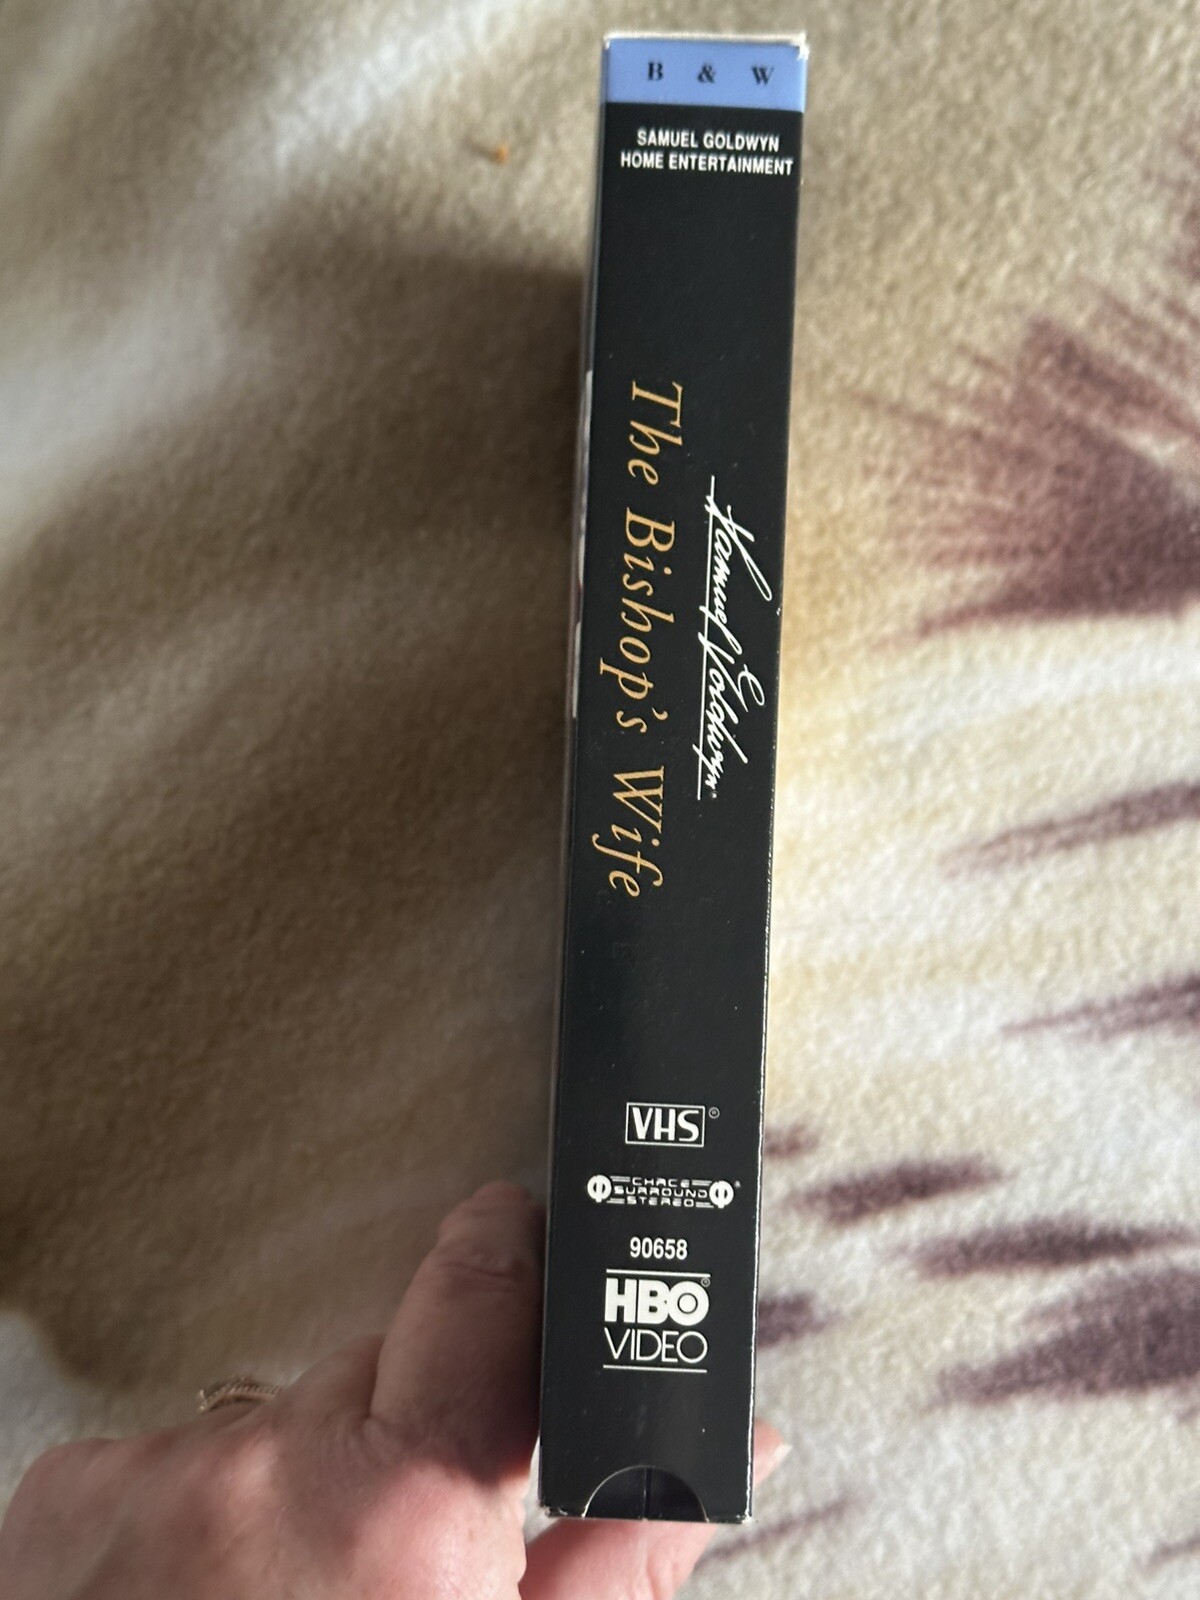 B & W
SAMUEL GOLDWYN
HOME ENTERTAINMENT
Samuel Goldwyn
The Bishop's Wife
VHS®
CHACE
SURROUND
STEREO
90658
HBO®
VIDEO